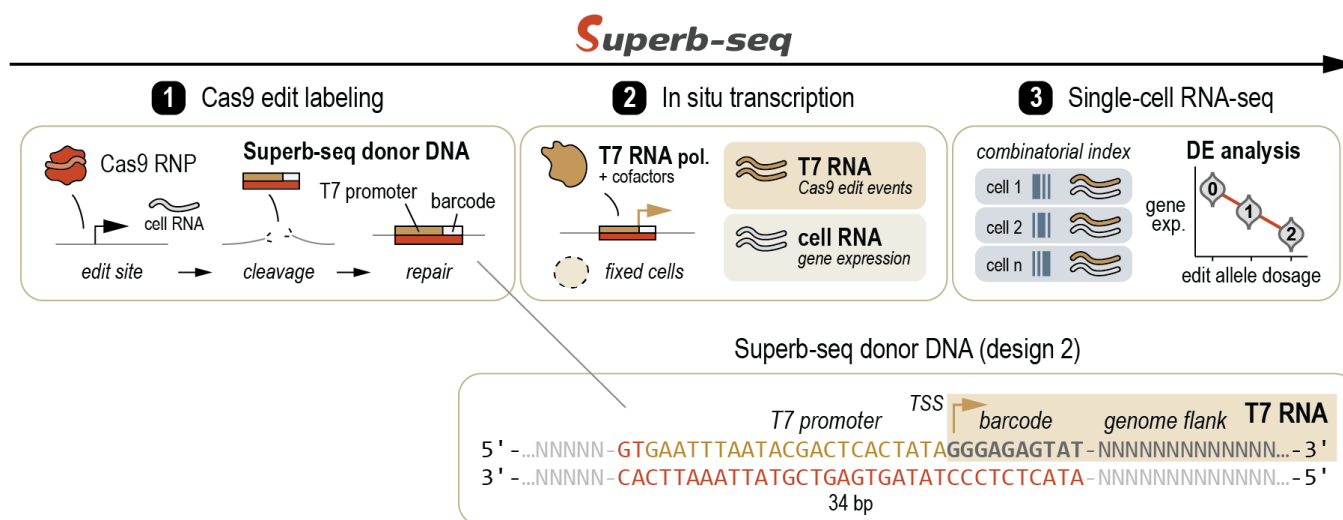 Superb-seq
1 Cas9 edit labeling
Cas9 RNP
cell RNA
edit site
Superb-seq donor DNA
T7 promoter
barcode
cleavage
repair
2 In situ transcription
T7 RNA pol.
+ cofactors
fixed cells
T7 RNA
Cas9 edit events
cell RNA
gene expression
3 Single-cell RNA-seq
combinatorial index
cell 1
cell 2
cell n
DE analysis
gene
exp.
0
1
2
edit allele dosage
Superb-seq donor DNA (design 2)
T7 promoter TSS barcode genome flank T7 RNA
5'-...NNNNN-GTGAATTTAATACGACTCACTATAGGGAGAGTAT-NNNNNNNNNNNNNN...-3'
3'-...NNNNN-CACTTAAATTATGCTGAGTGATATCCCTCTCATA-NNNNNNNNNNNNNN...-5'
34 bp